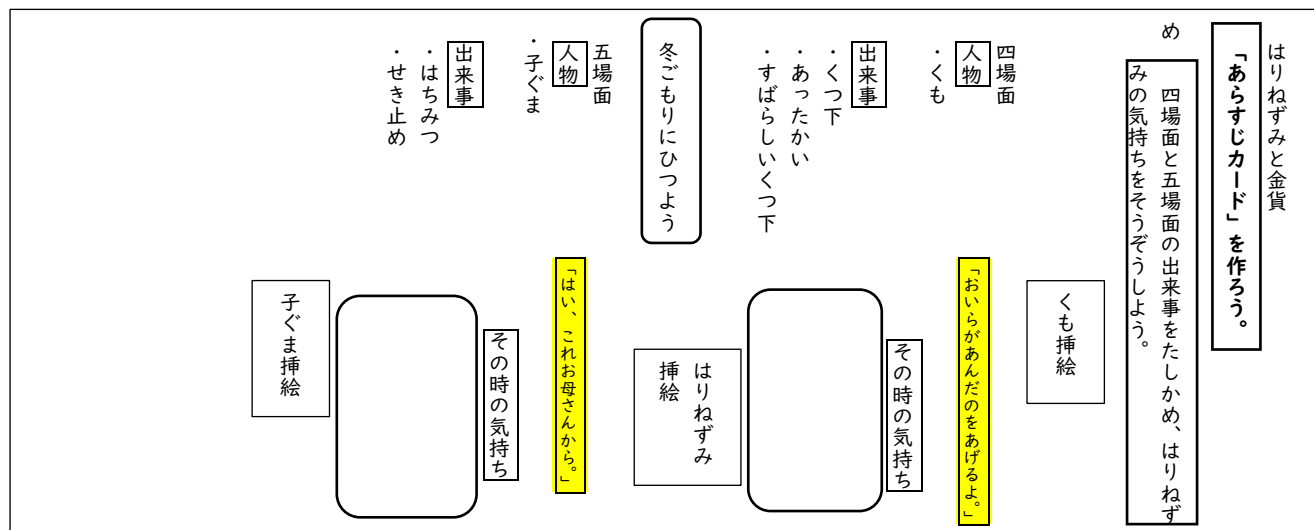 はりねずみと金貨
「あらすじカード」を作ろう。
め
四場面と五場面の出来事をたしかめ、はりねず
みの気持ちをそうぞうしよう。
くも挿絵
四場面
人物
・くも
「おいらがあんだのをあげるよ。」
出来事
・くつ下
・あったかい
・すばらしいくつ下
その時の気持ち
冬ごもりにひつよう
はりねずみ
挿絵
五場面
人物
・子ぐま
「はい、これお母さんから。」
出来事
・はちみつ
・せき止め
その時の気持ち
子ぐま挿絵